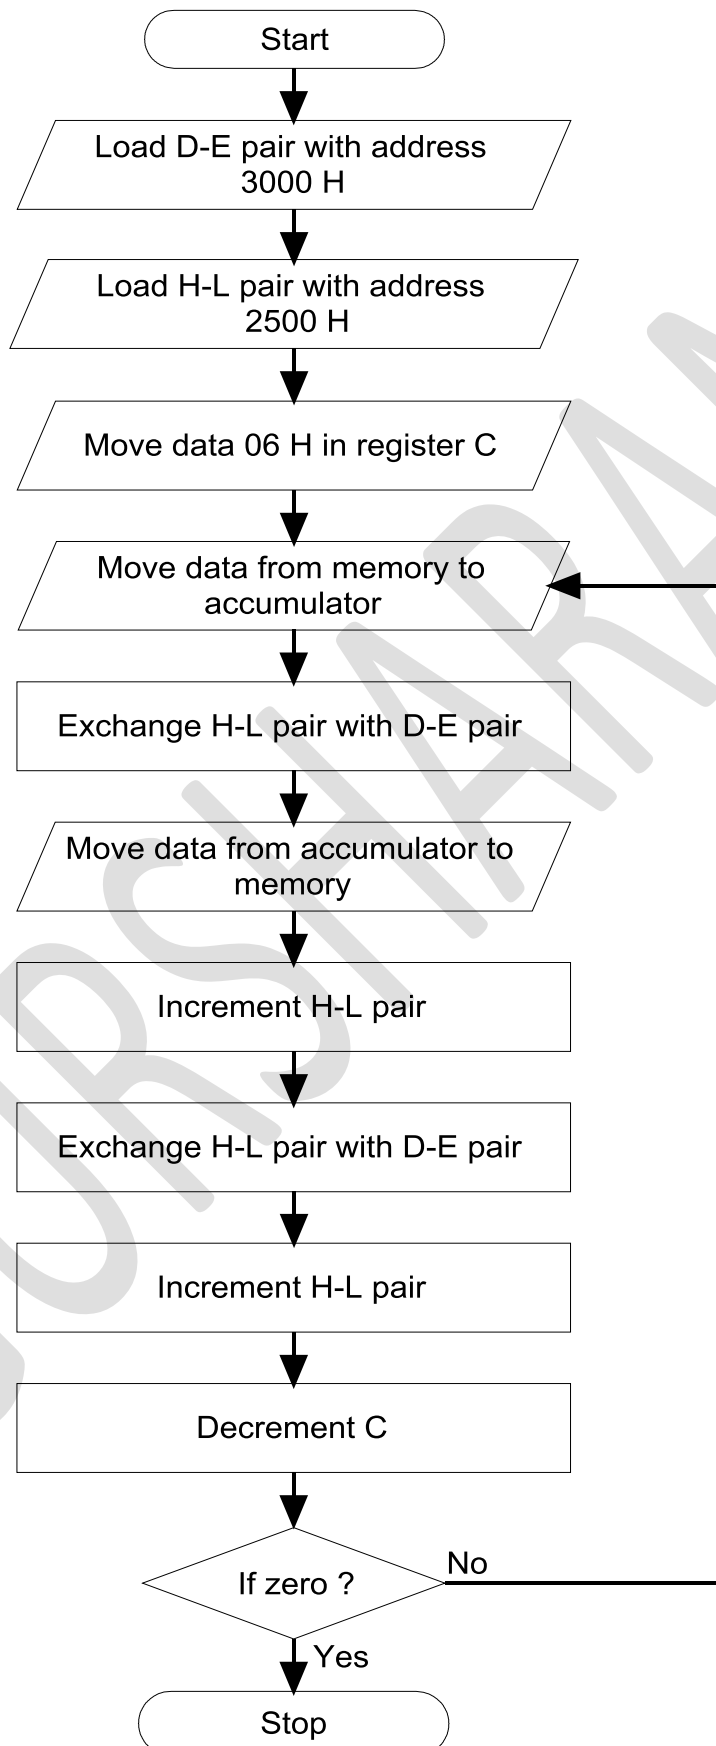 Start
Load D-E pair with address
3000 H
Load H-L pair with address
2500 H
Move data 06 H in register C
Move data from memory to
accumulator
Exchange H-L pair with D-E pair
Move data from accumulator to
memory
Increment H-L pair
Exchange H-L pair with D-E pair
Increment H-L pair
Decrement C
If zero ?
No
Yes
Stop